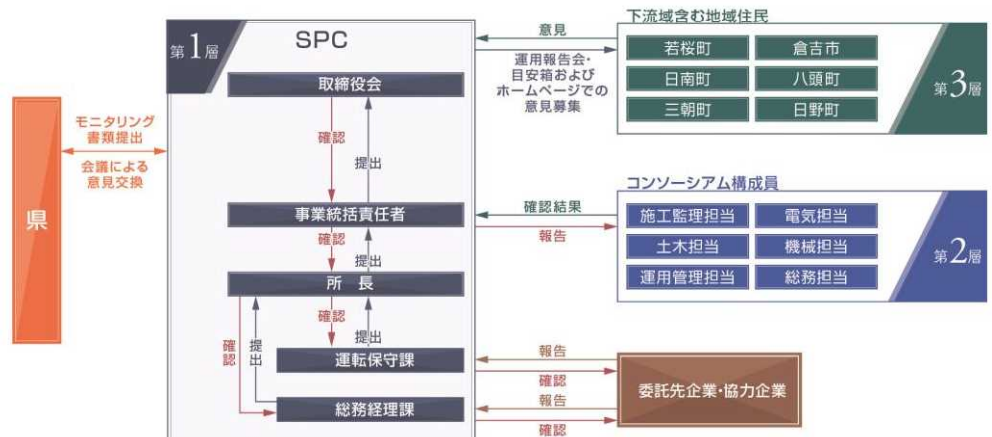 県
モニタリング
書類提出
会議による
意見交換
第1層
SPC
取締役会
確認
提出
事業統括責任者
確認
提出
所 長
確認
提出
確認
提出
運転保守課
総務経理課
意見
運用報告会・
目安箱および
ホームページでの
意見募集
下流域含む地域住民
若桜町
倉吉市
日南町
八頭町
三朝町
日野町
第3層
コンソーシアム構成員
確認結果
報告
施工監理担当
電気担当
土木担当
機械担当
運用管理担当
総務担当
第2層
報告
確認
報告
確認
委託先企業・協力企業